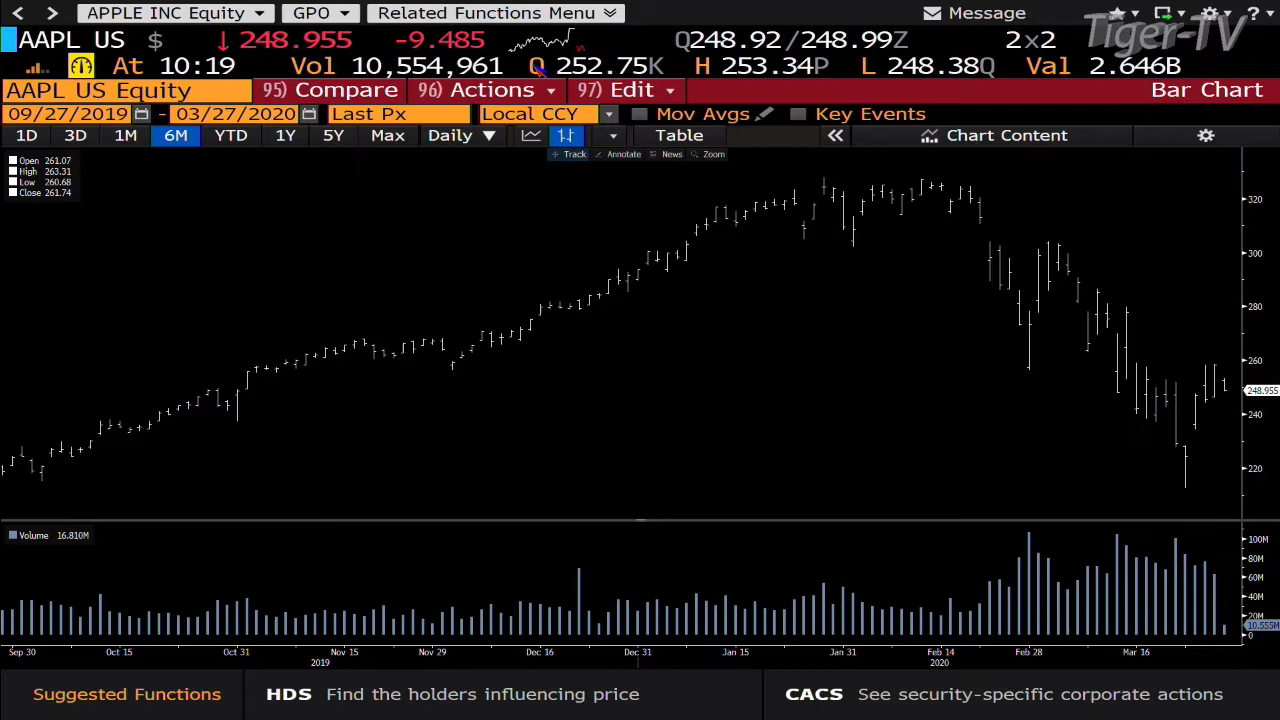 APPLE INC Equity GPO Related Functions Menu Message
Tiger-TV
AAPL US $ ↓248.955 -9.485 Q248.92/248.99Z 2x2
At 10:19 Vol 10,554,961 O 252.75K H 253.34P L 248.38Q Val 2.646B
AAPL US Equity 95) Compare 96) Actions 97) Edit Bar Chart
09/27/2019 - 03/27/2020 Last Px Local CCY Mov Avgs Key Events
1D 3D 1M 6M YTD 1Y 5Y Max Daily ▼ Table « Chart Content
Track Annotate News Zoom
Open 261.07
High 263.31
Low 260.68
Close 261.74
320
300
280
260
248.955
240
220
Volume 16.810M
100M
80M
60M
40M
20M
10.555M
0
Sep 30 Oct 15 Oct 31 Nov 15 Nov 29 Dec 16 Dec 31 Jan 15 Jan 31 Feb 14 Feb 28 Mar 16
2019 2020
Suggested Functions HDS Find the holders influencing price CACS See security-specific corporate actions